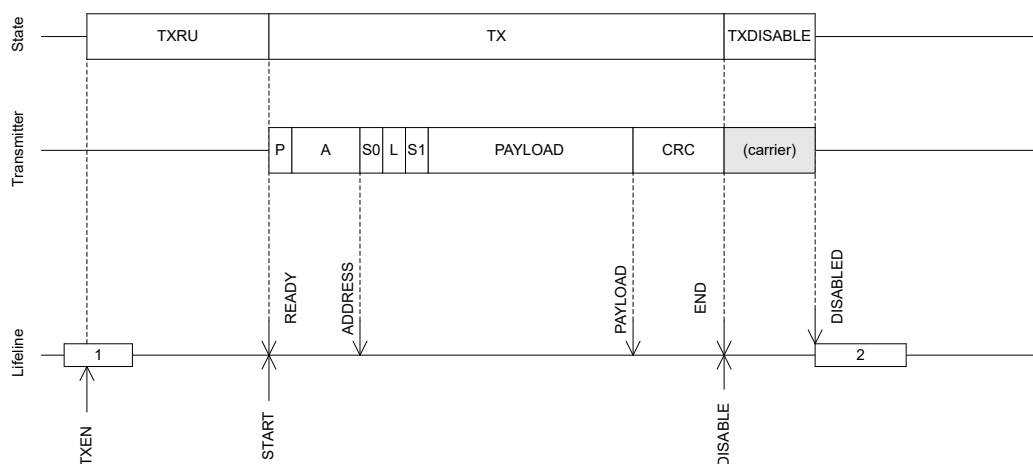 State
TXRU
TX
TXDISABLE
Transmitter
P
A
S0
L
S1
PAYLOAD
CRC
(carrier)
READY
ADDRESS
PAYLOAD
END
DISABLED
Lifeline
1
2
TXEN
START
DISABLE